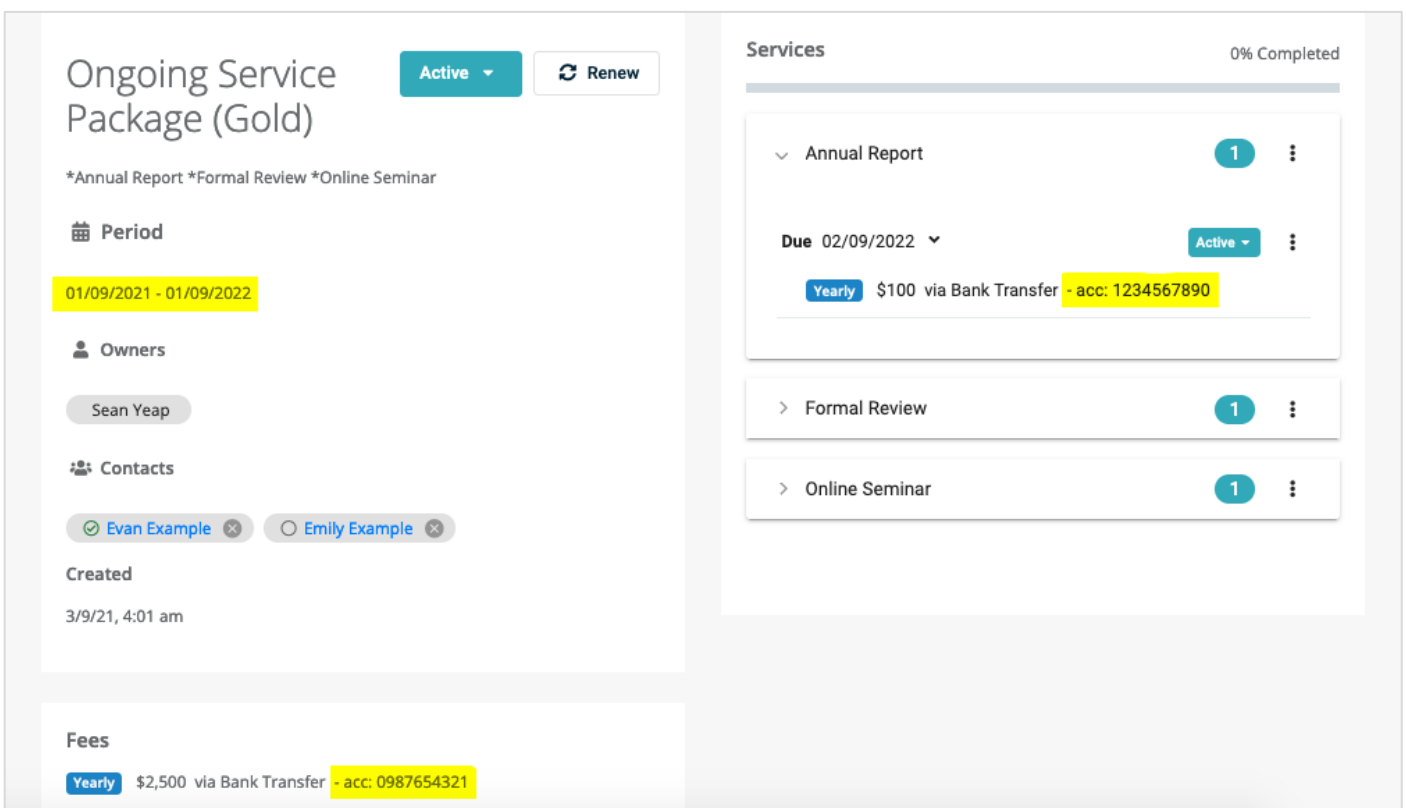 Ongoing Service
Package (Gold)
Active
Renew
*Annual Report *Formal Review *Online Seminar
Period
01/09/2021 - 01/09/2022
Owners
Sean Yeap
Contacts
Evan Example
Emily Example
Created
3/9/21, 4:01 am
Fees
Yearly $2,500 via Bank Transfer - acc: 0987654321
Services
0% Completed
Annual Report 1
Due 02/09/2022 Active
Yearly $100 via Bank Transfer - acc: 1234567890
Formal Review 1
Online Seminar 1